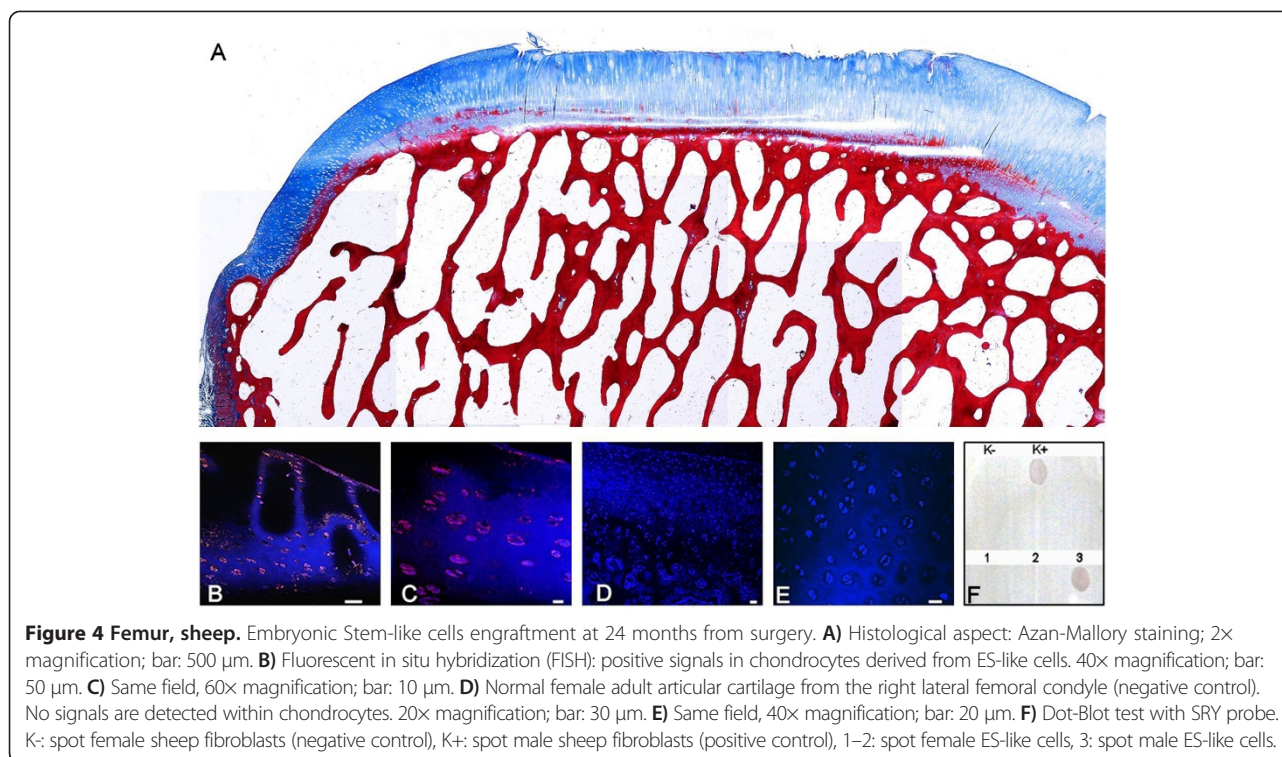 A
K- K+
1 2 3
B C D E F
Figure 4 Femur, sheep. Embryonic Stem-like cells engraftment at 24 months from surgery. A) Histological aspect: Azan-Mallory staining; 2×
magnification; bar: 500 μm. B) Fluorescent in situ hybridization (FISH): positive signals in chondrocytes derived from ES-like cells. 40× magnification; bar:
50 μm. C) Same field, 60× magnification; bar: 10 μm. D) Normal female adult articular cartilage from the right lateral femoral condyle (negative control).
No signals are detected within chondrocytes. 20× magnification; bar: 30 μm. E) Same field, 40× magnification; bar: 20 μm. F) Dot-Blot test with SRY probe.
K-: spot female sheep fibroblasts (negative control), K+: spot male sheep fibroblasts (positive control), 1–2: spot female ES-like cells, 3: spot male ES-like cells.